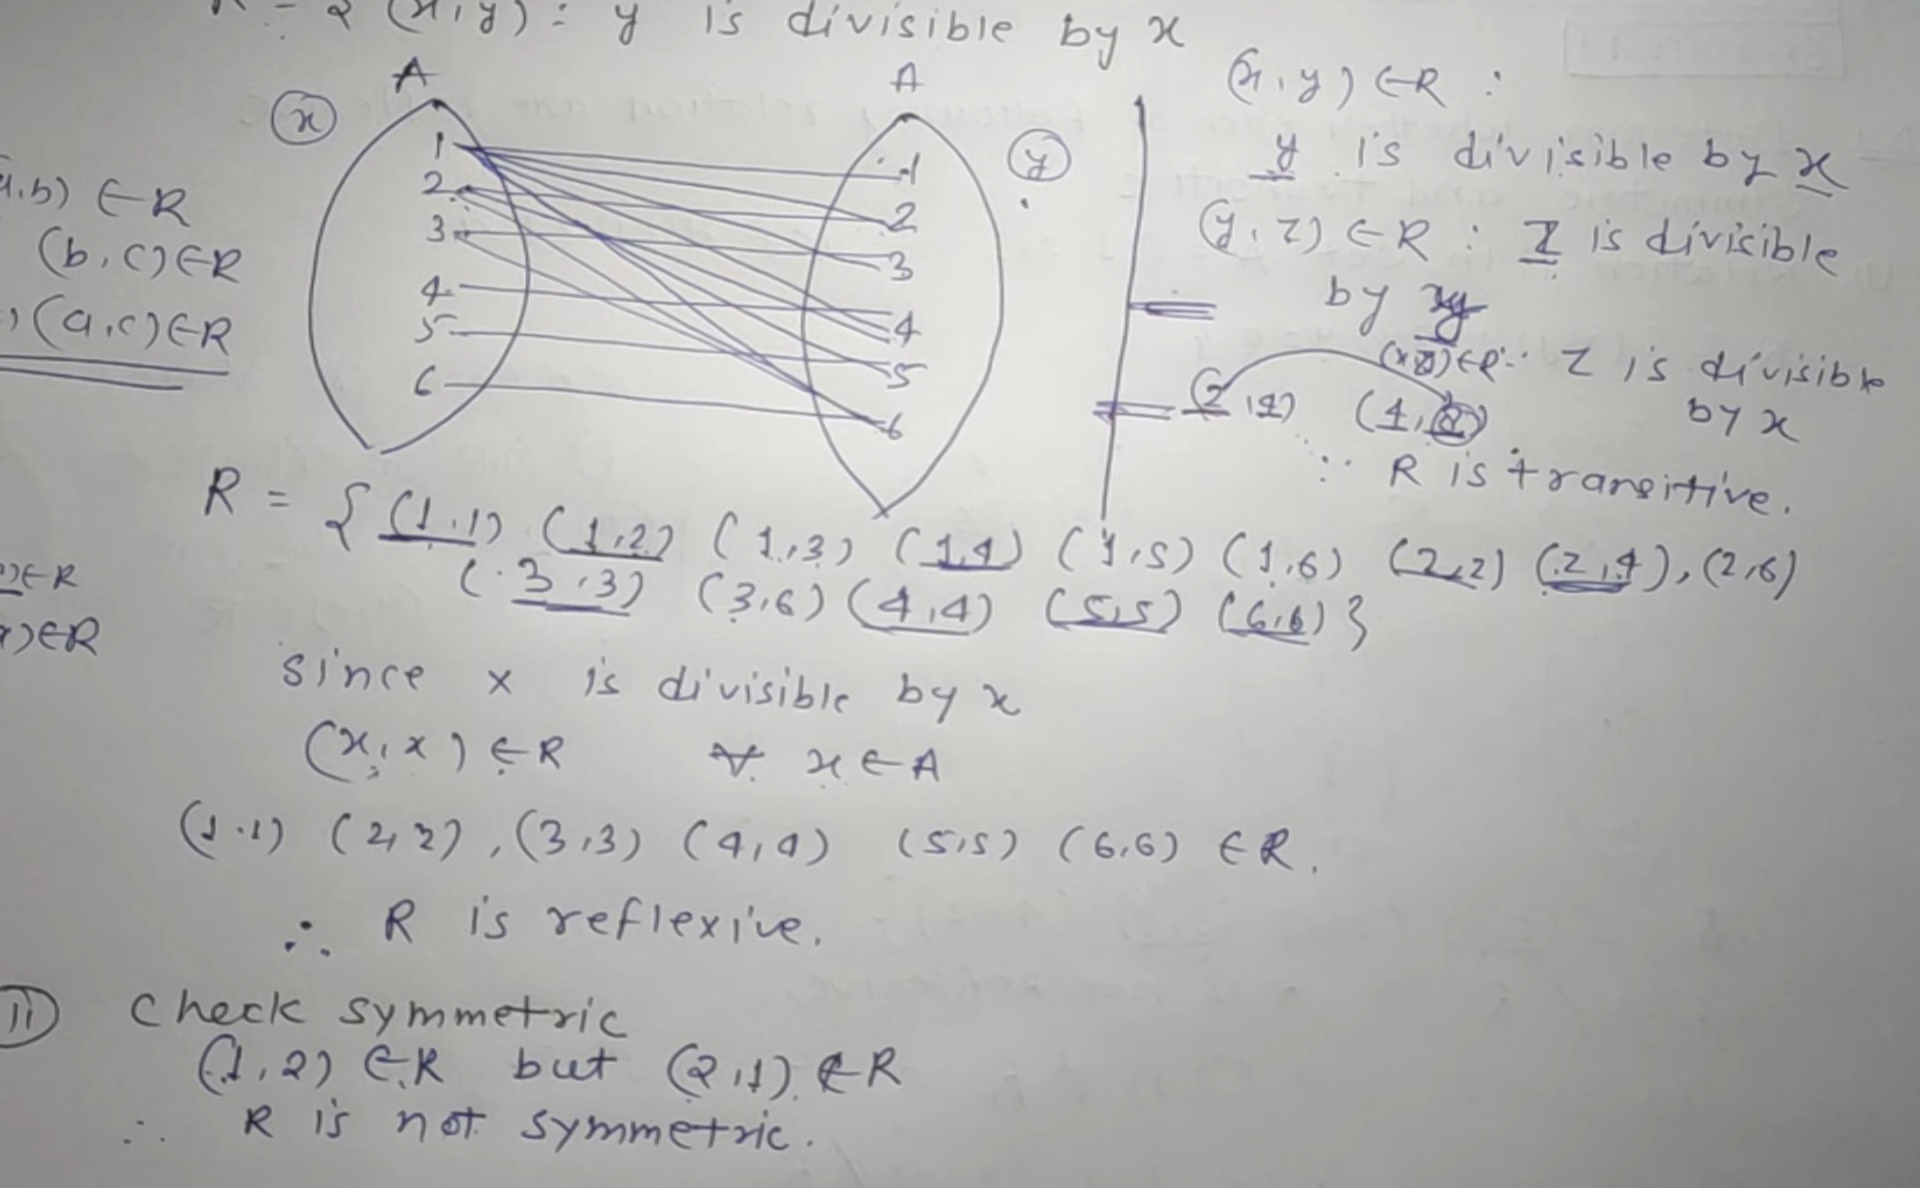 R = { (x,y) : y is divisible by x
A
A
x
1
2
3
4
5
6
y
1
2
3
4
5
6
(a,b) ∈R
(b,c)∈R
(a,c)∈R
∈R
∈R
(x,y) ∈R :
y is divisible by x
(y,z) ∈R : z is divisible
by y
(x,z)∈R ∴ z is divisible
by x
∴ R is transitive.
R = { (1,1) (1,2) (1,3) (1,4) (1,5) (1,6) (2,2) (2,4), (2,6)
(3,3) (3,6) (4,4) (5,5) (6,6) }
since x is divisible by x
(x,x) ∈R ∀ x∈A
(1,1) (2,2), (3,3) (4,4) (5,5) (6,6) ∈R.
∴ R is reflexive.
ii check symmetric
(1,2) ∈R but (2,1) ∉R
∴ R is not symmetric.